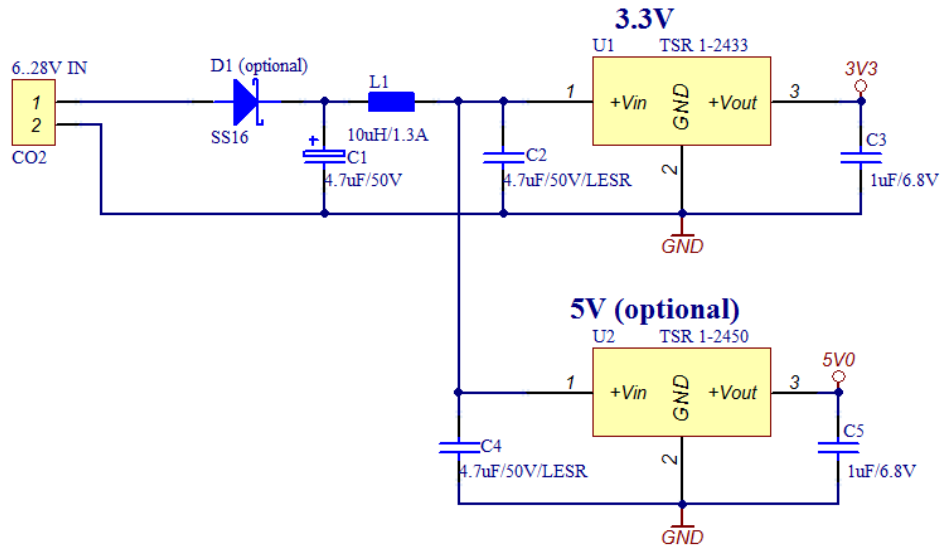 3.3V
U1 TSR 1-2433
6..28V IN
D1 (optional)
L1
3V3
1
2
1
+Vin
GND
+Vout
3
SS16
10uH/1.3A
CO2
C1
4.7uF/50V
C2
4.7uF/50V/LESR
2
C3
1uF/6.8V
GND
5V (optional)
U2 TSR 1-2450
5V0
1
+Vin
GND
+Vout
3
C4
4.7uF/50V/LESR
2
C5
1uF/6.8V
GND